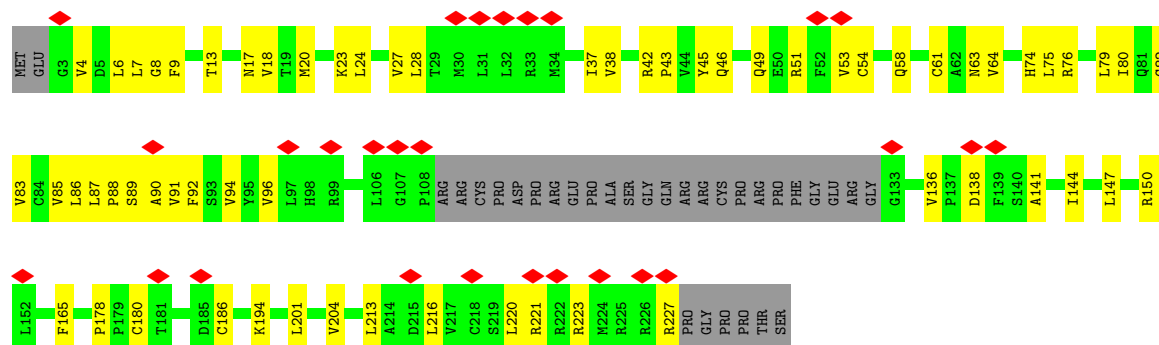 MET GLU G3 V4 D5 L6 L7 G8 F9 T13 N17 V18 T19 M20 K23 L24 V27 L28 T29 M30 L31 L32 R33 M34 I37 V38 R42 P43 V44 Y45 Q46 Q49 E50 R51 F52 V53 C54 Q58 C61 A62 N63 V64 H74 L75 R76 L79 I80 Q81
V83 C84 V85 L86 L87 P88 S89 A90 V91 F92 S93 V94 Y95 V96 L97 H98 R99 L106 G107 P108 ARG ARG CYS PRO ASP PRO ARG GLU PRO ALA SER GLY GLN ARG ARG CYS PRO ARG PRO PHE GLY GLU ARG GLY G133 V136 P137 D138 F139 S140 A141 I144 L147 R150
L152 F165 P178 P179 C180 T181 D185 C186 K194 L201 V204 L213 A214 D215 L216 V217 C218 S219 L220 R221 R222 R223 M224 R225 R226 R227 PRO GLY PRO PRO THR SER